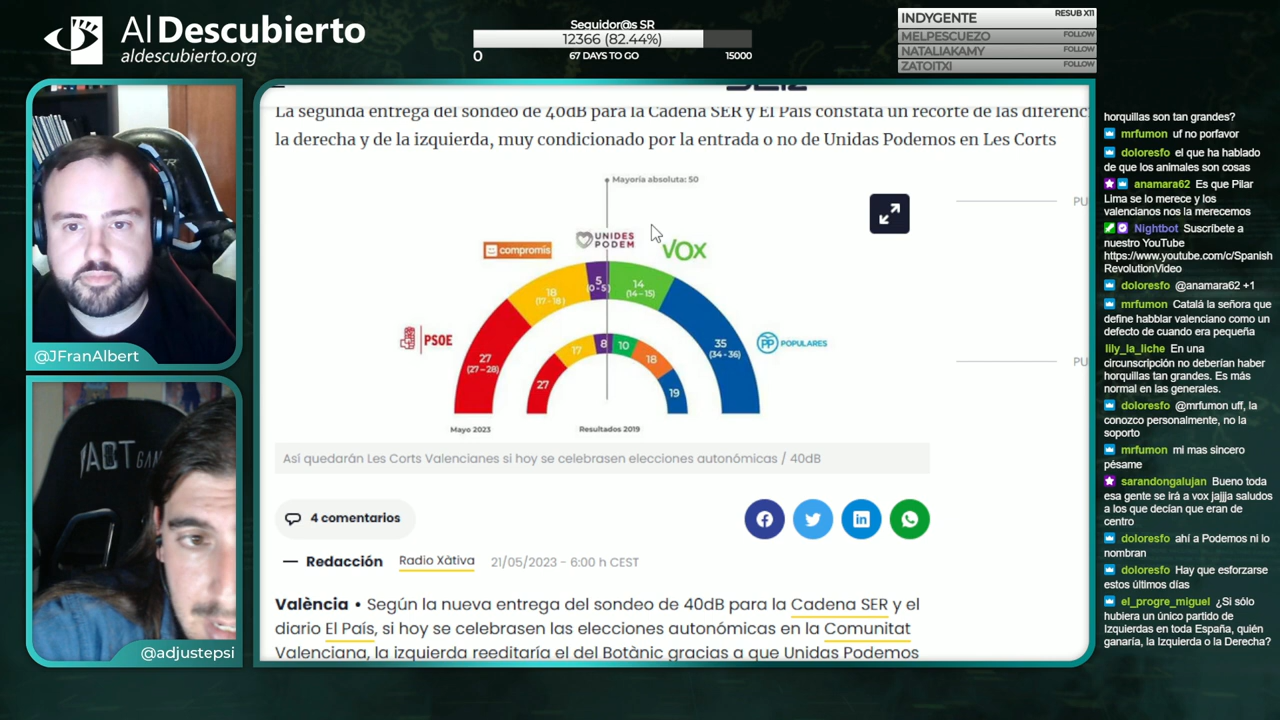 Al Descubierto
aldescubierto.org
Seguidor@s SR
12366 (82.44%)
0
67 DAYS TO GO
15000
INDYGENTE
RESUB X11
MELPESCUEZO
FOLLOW
NATALIAKAMY
FOLLOW
ZATOITXI
FOLLOW
@JFranAlbert
@adjustepsi
La segunda entrega del sondeo de 40dB para la Cadena SER y El País constata un recorte de las diferenci
la derecha y de la izquierda, muy condicionado por la entrada o no de Unidas Podemos en Les Corts
Mayoría absoluta: 50
compromís
UNIDES
PODEM
VOX
PSOE
PP POPULARES
18
(17-18)
5
(0-5)
14
(14-15)
27
(27-28)
35
(34-36)
27
17
8
10
18
19
Mayo 2023
Resultados 2019
PU
PU
Así quedarán Les Corts Valencianes si hoy se celebrasen elecciones autonómicas / 40dB
4 comentarios
Redacción
Radio Xàtiva
21/05/2023 - 6:00 h CEST
València • Según la nueva entrega del sondeo de 40dB para la Cadena SER y el
diario El País, si hoy se celebrasen las elecciones autonómicas en la Comunitat
Valenciana, la izquierda reeditaría el del Botànic gracias a que Unidas Podemos
horquillas son tan grandes?
mrfumon uf no porfavor
doloresfo el que ha hablado
de que los animales son cosas
anamara62 Es que Pilar
Lima se lo merece y los
valencianos nos la merecemos
Nightbot Suscríbete a
nuestro YouTube
https://www.youtube.com/c/Spanish
RevolutionVideo
doloresfo @anamara62 +1
mrfumon Catalá la señora que
define habblar valenciano como un
defecto de cuando era pequeña
lily_la_liche En una
circunscripción no deberían haber
horquillas tan grandes. Es más
normal en las generales.
doloresfo @mrfumon uff, la
conozco personalmente, no la
soporto
mrfumon mi mas sincero
pésame
sarandongalujan Bueno toda
esa gente se irá a vox jajjja saludos
a los que decían que eran de
centro
doloresfo ahí a Podemos ni lo
nombran
doloresfo Hay que esforzarse
estos últimos días
el_progre_miguel ¿Si sólo
hubiera un único partido de
Izquierdas en toda España, quién
ganaría, la Izquierda o la Derecha?